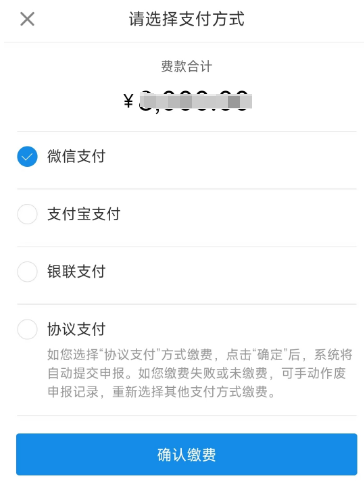 请选择支付方式
费款合计
¥
微信支付
支付宝支付
银联支付
协议支付
如您选择“协议支付”方式缴费，点击“确定”后，系统将
自动提交申报。如您缴费失败或未缴费，可手动作废
申报记录，重新选择其他支付方式缴费。
确认缴费